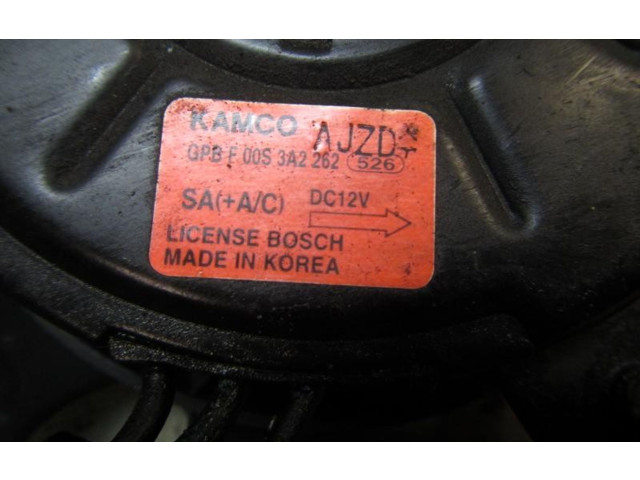 KAMCO AJZD
GPB F 00S 3A2 262 526
SA(+A/C) DC12V
LICENSE BOSCH
MADE IN KOREA